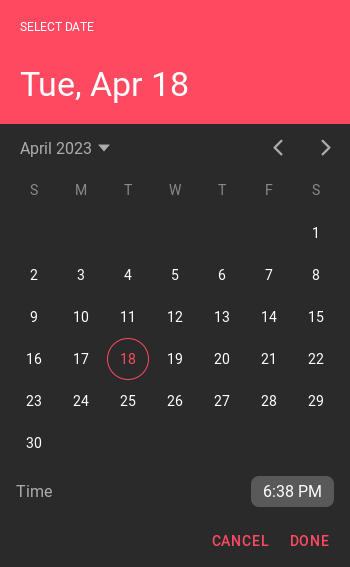 SELECT DATE
Tue, Apr 18
April 2023
S M T W T F S
1
2 3 4 5 6 7 8
9 10 11 12 13 14 15
16 17 18 19 20 21 22
23 24 25 26 27 28 29
30
Time 6:38 PM
CANCEL DONE